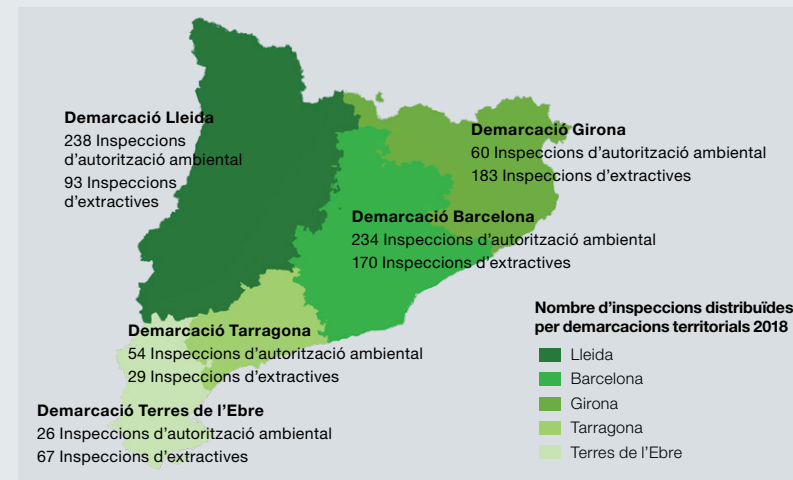 Demarcació Lleida
238 Inspeccions
d'autorització ambiental
93 Inspeccions
d'extractives
Demarcació Girona
60 Inspeccions d'autorització ambiental
183 Inspeccions d'extractives
Demarcació Barcelona
234 Inspeccions d'autorització ambiental
170 Inspeccions d'extractives
Demarcació Tarragona
54 Inspeccions d'autorització ambiental
29 Inspeccions d'extractives
Demarcació Terres de l'Ebre
26 Inspeccions d'autorització ambiental
67 Inspeccions d'extractives
Nombre d'inspeccions distribuïdes
per demarcacions territorials 2018
Lleida
Barcelona
Girona
Tarragona
Terres de l'Ebre